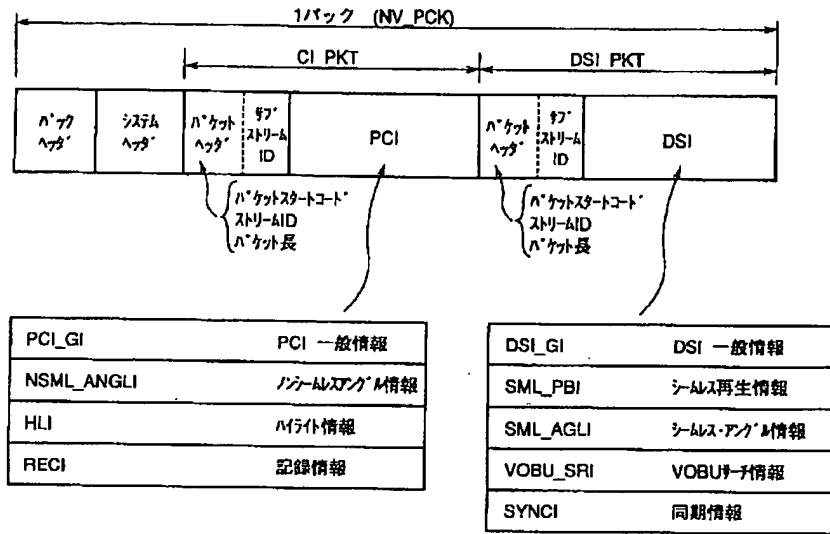 1パック (NV_PCK)
CI PKT
DSI PKT
パック
ヘッダ
システム
ヘッダ
パケット
ヘッダ
サブ
ストリーム
ID
PCI
パケット
ヘッダ
サブ
ストリーム
ID
DSI
パケットスタートコード
ストリームID
パケット長
パケットスタートコード
ストリームID
パケット長
PCI_GI PCI 一般情報
NSML_ANGLI ノンシームレスアングル情報
HLI ハイライト情報
RECI 記録情報
DSI_GI DSI 一般情報
SML_PBI シームレス再生情報
SML_AGLI シームレス・アングル情報
VOBU_SRI VOBUサーチ情報
SYNCI 同期情報